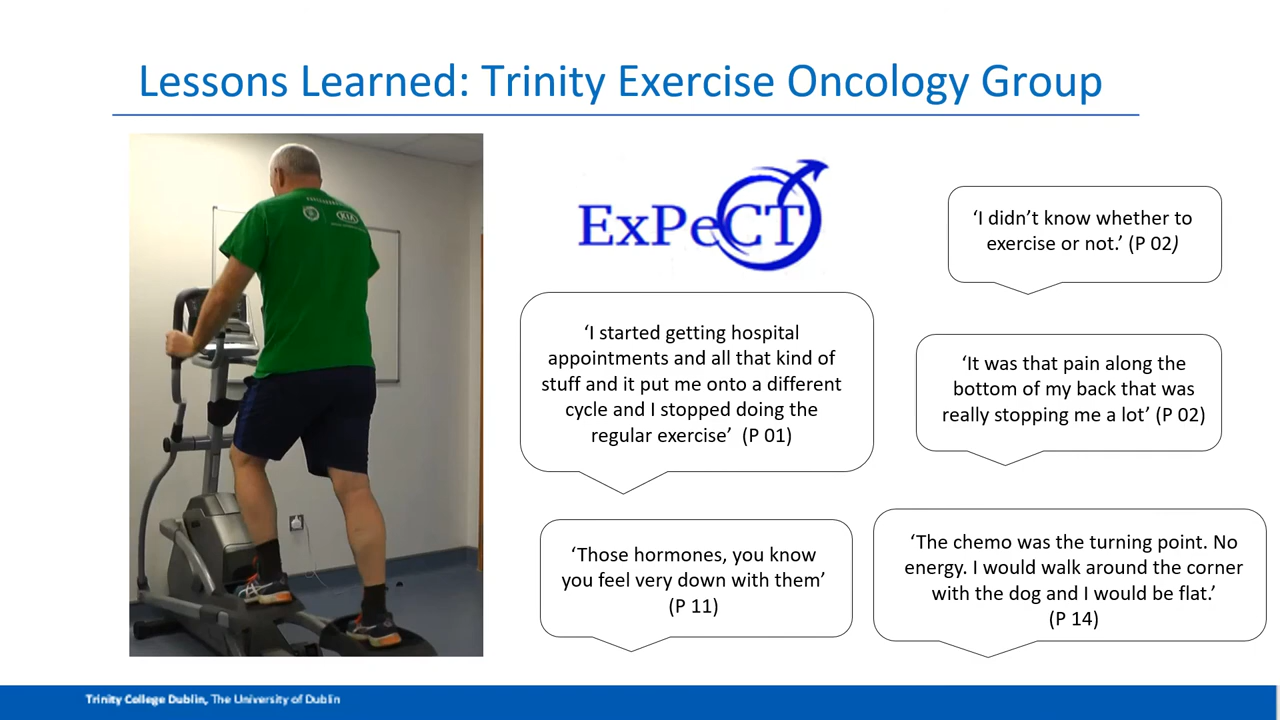 Lessons Learned: Trinity Exercise Oncology Group
KIA
ExPeCT
‘I didn’t know whether to
exercise or not.’ (P 02)
‘I started getting hospital
appointments and all that kind of
stuff and it put me onto a different
cycle and I stopped doing the
regular exercise’ (P 01)
‘It was that pain along the
bottom of my back that was
really stopping me a lot’ (P 02)
‘Those hormones, you know
you feel very down with them’
(P 11)
‘The chemo was the turning point. No
energy. I would walk around the corner
with the dog and I would be flat.’
(P 14)
Trinity College Dublin, The University of Dublin